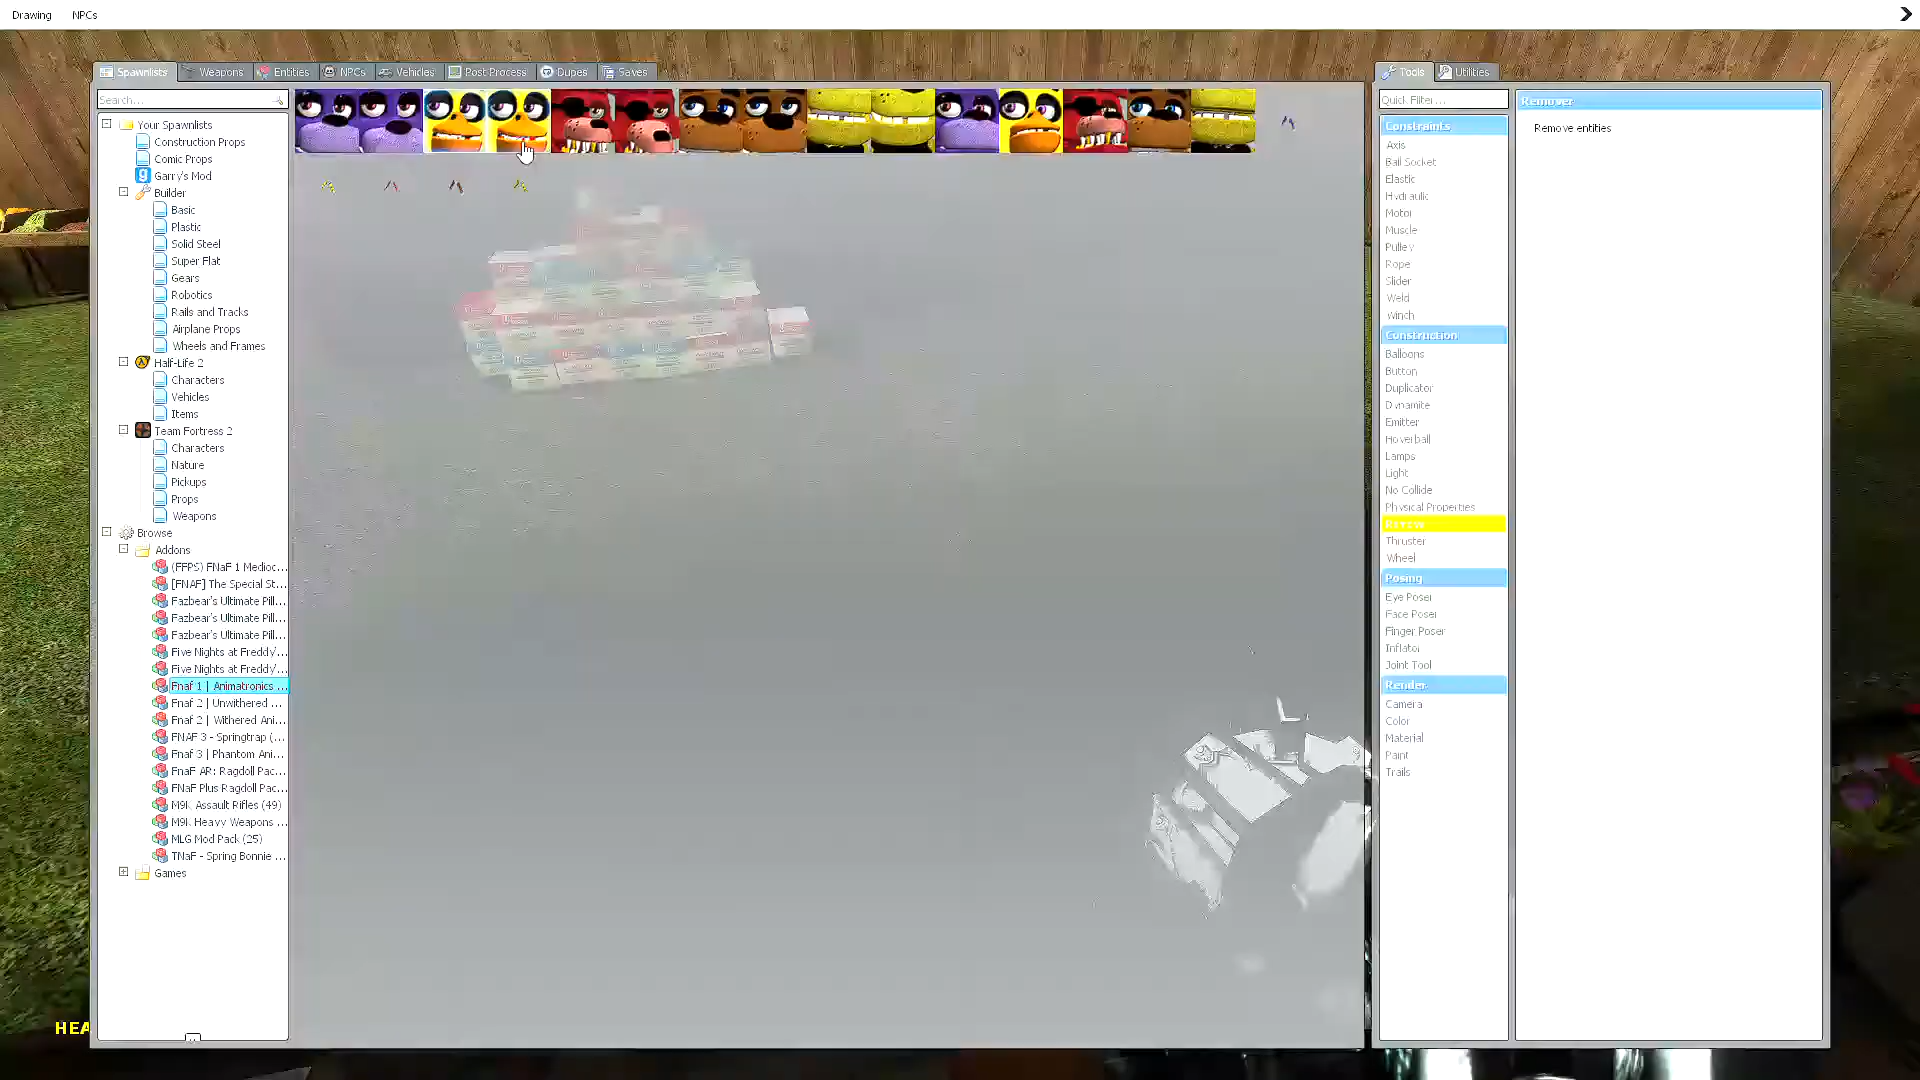 Drawing NPCs
Spawnlists Weapons Entities NPCs Vehicles Post Process Dupes Saves
Search...
Your Spawnlists
Construction Props
Comic Props
Garry's Mod
Builder
Basic
Plastic
Solid Steel
Super Flat
Gears
Robotics
Rails and Tracks
Airplane Props
Wheels and Frames
Half-Life 2
Characters
Vehicles
Items
Team Fortress 2
Characters
Nature
Pickups
Props
Weapons
Browse
Addons
(FFPS) FNaF 1 Medioc...
[FNAF] The Special St...
Fazbear's Ultimate Pill...
Fazbear's Ultimate Pill...
Fazbear's Ultimate Pill...
Five Nights at Freddy'...
Five Nights at Freddy'...
Fnaf 1 | Animatronics ...
Fnaf 2 | Unwithered ...
Fnaf 2 | Withered Ani...
FNAF 3 - Springtrap (...
Fnaf 3 | Phantom Ani...
FnaF AR: Ragdoll Pac...
FNaF Plus Ragdoll Pac...
M9K Assault Rifles (49)
M9K Heavy Weapons ...
MLG Mod Pack (25)
TNaF - Spring Bonnie ...
Games
HEA
Tools Utilities
Quick Filter...
Constraints
Axis
Ball Socket
Elastic
Hydraulic
Motor
Muscle
Pulley
Rope
Slider
Weld
Winch
Construction
Balloons
Button
Duplicator
Dynamite
Emitter
Hoverball
Lamps
Light
No Collide
Physical Properties
Remover
Thruster
Wheel
Posing
Eye Poser
Face Poser
Finger Poser
Inflator
Joint Tool
Render
Camera
Color
Material
Paint
Trails
Remover
Remove entities